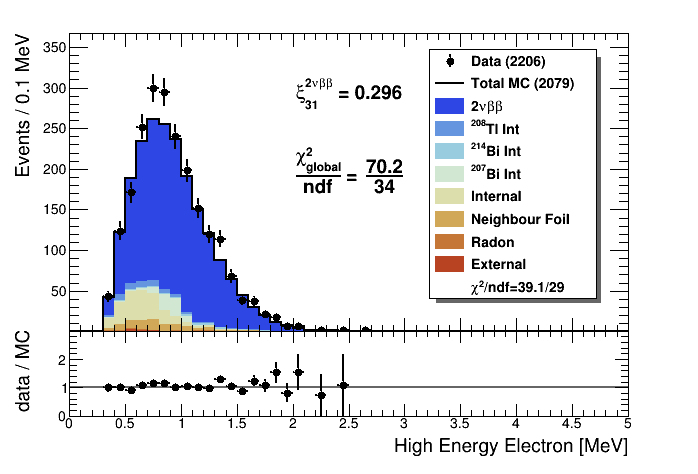 Events / 0.1 MeV
350
300
250
200
150
100
50
ξ³¹ ²νββ = 0.296
χ² global / ndf = 70.2 / 34
Data (2206)
Total MC (2079)
2νββ
²⁰⁸Tl Int
²¹⁴Bi Int
²⁰⁷Bi Int
Internal
Neighbour Foil
Radon
External
χ²/ndf=39.1/29
data / MC
2
1
0
0 0.5 1 1.5 2 2.5 3 3.5 4 4.5 5
High Energy Electron [MeV]